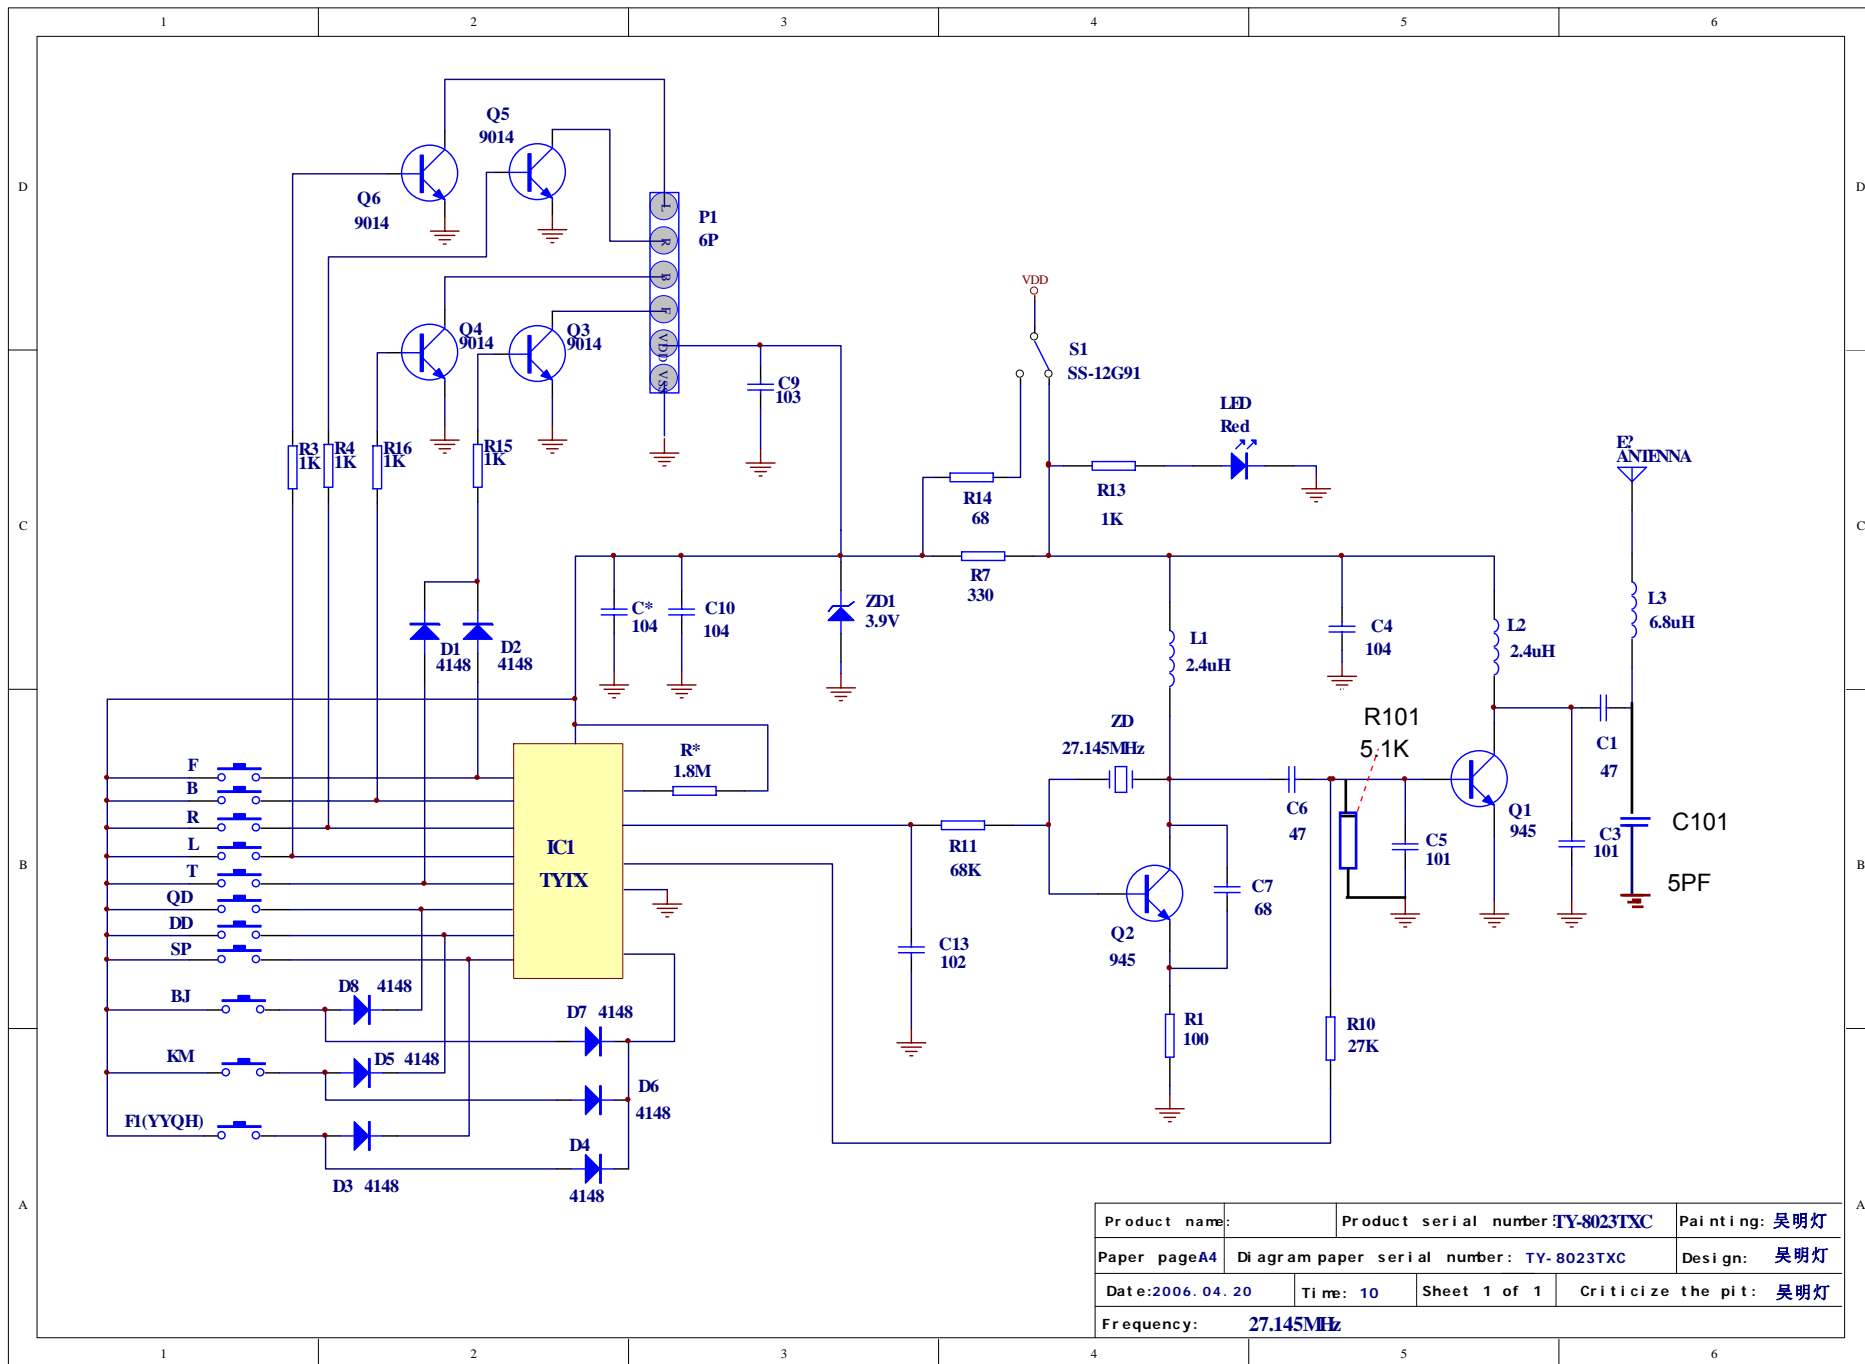 1 2 3 4 5 6
D D
C C
B B
A A
Q5
9014
Q6
9014
L
R
B
F
VDD
VSS
P1
6P
Q4
9014
Q3
9014
C9
103
VDD
S1
SS-12G91
LED
Red
E?
ANTENNA
R3
1K
R4
1K
R16
1K
R15
1K
R14
68
R13
1K
R7
330
C*
104
C10
104
ZD1
3.9V
L1
2.4uH
C4
104
L2
2.4uH
L3
6.8uH
D1
4148
D2
4148
ZD
27.145MHz
R101
5.1K
C1
47
F
B
R
L
T
QD
DD
SP
BJ
KM
F1(YYQH)
R*
1.8M
IC1
TYTX
R11
68K
C6
47
C5
101
Q1
945
C3
101
C101
5PF
C7
68
Q2
945
C13
102
R1
100
R10
27K
D8 4148
D7 4148
D5 4148
D6
4148
D3 4148
D4
4148
Product name: Product serial number: TY-8023TXC Painting: 吴明灯
Paper page A4 Diagram paper serial number: TY-8023TXC Design: 吴明灯
Date:2006.04.20 Time: 10 Sheet 1 of 1 Criticize the pit: 吴明灯
Frequency: 27.145MHz
1 2 3 4 5 6